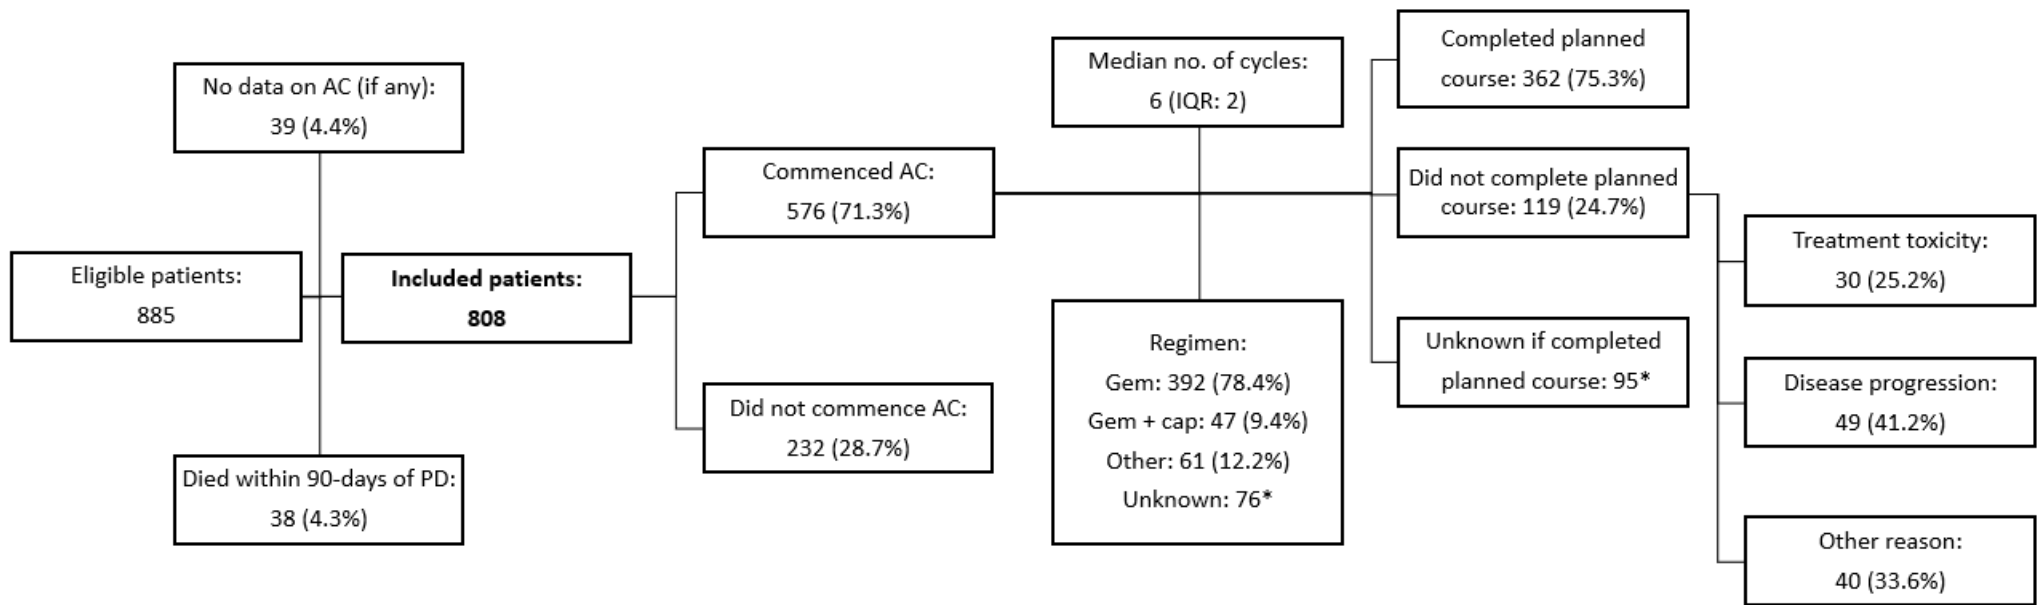 Eligible patients:
885
No data on AC (if any):
39 (4.4%)
Died within 90-days of PD:
38 (4.3%)
Included patients:
808
Commenced AC:
576 (71.3%)
Did not commence AC:
232 (28.7%)
Median no. of cycles:
6 (IQR: 2)
Regimen:
Gem: 392 (78.4%)
Gem + cap: 47 (9.4%)
Other: 61 (12.2%)
Unknown: 76*
Completed planned
course: 362 (75.3%)
Did not complete planned
course: 119 (24.7%)
Unknown if completed
planned course: 95*
Treatment toxicity:
30 (25.2%)
Disease progression:
49 (41.2%)
Other reason:
40 (33.6%)